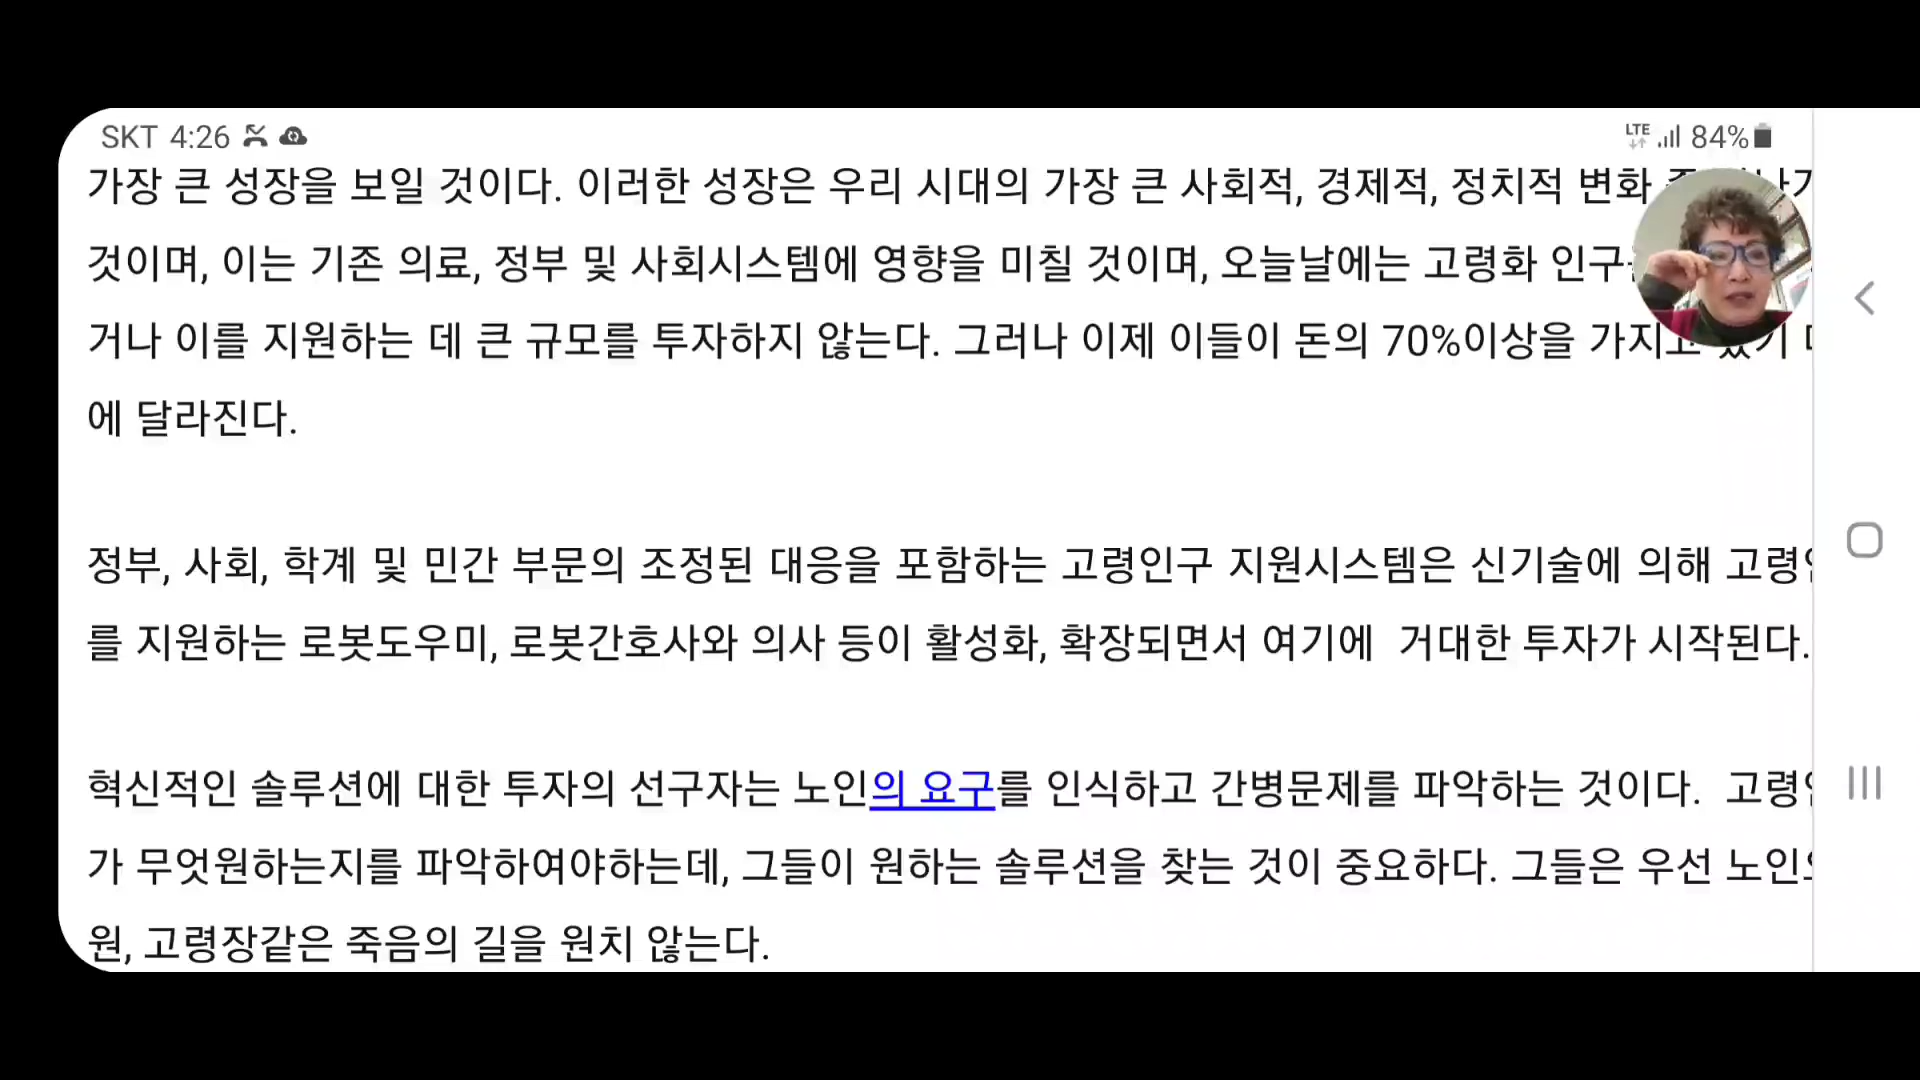 SKT 4:26
LTE 84%
가장 큰 성장을 보일 것이다. 이러한 성장은 우리 시대의 가장 큰 사회적, 경제적, 정치적 변화
것이며, 이는 기존 의료, 정부 및 사회시스템에 영향을 미칠 것이며, 오늘날에는 고령화 인구
거나 이를 지원하는 데 큰 규모를 투자하지 않는다. 그러나 이제 이들이 돈의 70%이상을 가지고 있기
에 달라진다.
정부, 사회, 학계 및 민간 부문의 조정된 대응을 포함하는 고령인구 지원시스템은 신기술에 의해
를 지원하는 로봇도우미, 로봇간호사와 의사 등이 활성화, 확장되면서 여기에 거대한 투자가 시작된다.
혁신적인 솔루션에 대한 투자의 선구자는 노인의 요구를 인식하고 간병문제를 파악하는 것이다.
가 무엇원하는지를 파악하여야하는데, 그들이 원하는 솔루션을 찾는 것이 중요하다. 그들은 우선
원, 고령장같은 죽음의 길을 원치 않는다.